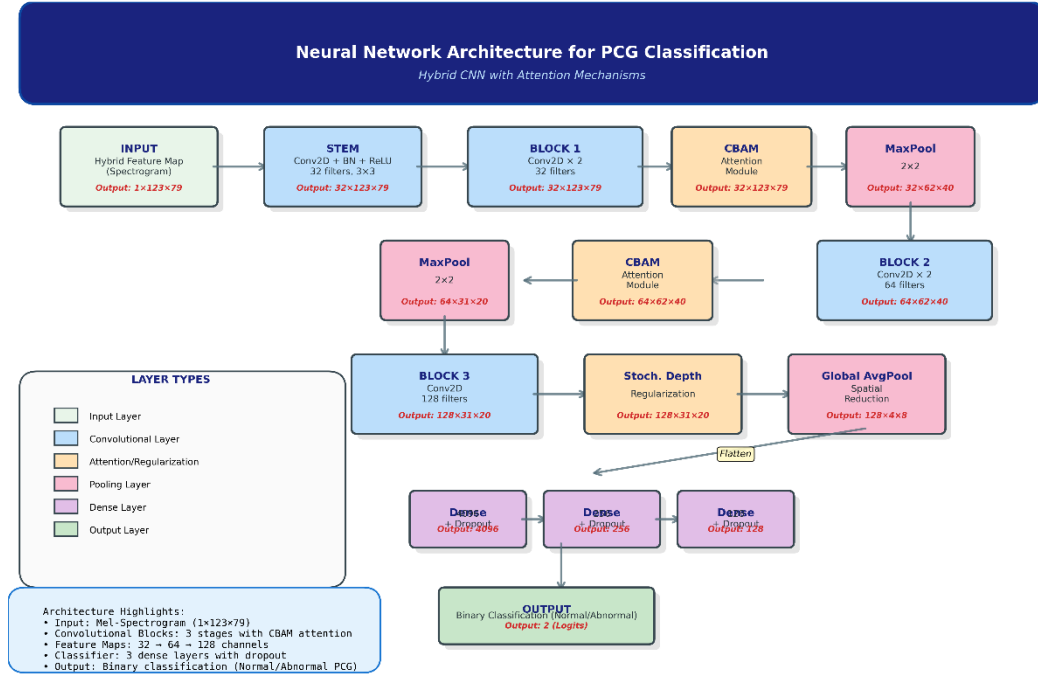 Neural Network Architecture for PCG Classification
Hybrid CNN with Attention Mechanisms
INPUT
Hybrid Feature Map
(Spectrogram)
Output: 1×123×79
STEM
Conv2D + BN + ReLU
32 filters, 3×3
Output: 32×123×79
BLOCK 1
Conv2D × 2
32 filters
Output: 32×123×79
CBAM
Attention
Module
Output: 32×123×79
MaxPool
2×2
Output: 32×62×40
MaxPool
2×2
Output: 64×31×20
CBAM
Attention
Module
Output: 64×62×40
BLOCK 2
Conv2D × 2
64 filters
Output: 64×62×40
BLOCK 3
Conv2D
128 filters
Output: 128×31×20
Stoch. Depth
Regularization
Output: 128×31×20
Global AvgPool
Spatial
Reduction
Output: 128×4×8
Flatten
LAYER TYPES
Input Layer
Convolutional Layer
Attention/Regularization
Pooling Layer
Dense Layer
Output Layer
Dense
+ Dropout
Output: 4096
Dense
+ Dropout
Output: 256
Dense
+ Dropout
Output: 128
OUTPUT
Binary Classification (Normal/Abnormal)
Output: 2 (Logits)
Architecture Highlights:
• Input: Mel-Spectrogram (1×123×79)
• Convolutional Blocks: 3 stages with CBAM attention
• Feature Maps: 32 → 64 → 128 channels
• Classifier: 3 dense layers with dropout
• Output: Binary classification (Normal/Abnormal PCG)